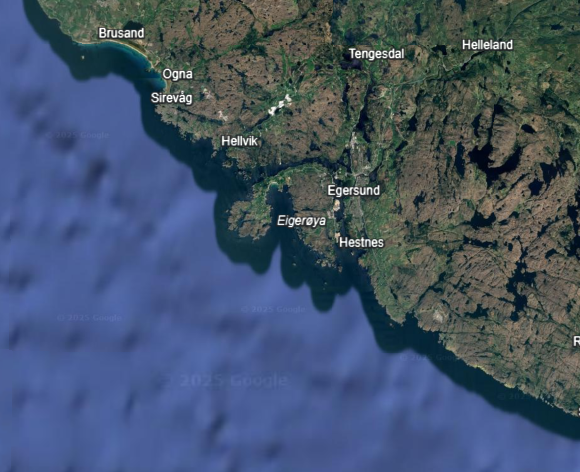 Brusand
Helleland
Tengesdal
Ogna
Sirevåg
Hellvik
Egersund
Eigerøya
Hestnes
© 2025 Google
© 2025 Google
© 2025 Google
2025 Google
R